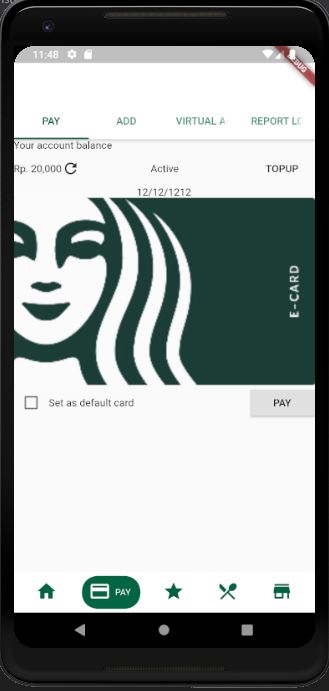 11:48
DEBUG
PAY ADD VIRTUAL A REPORT LC
Your account balance
Rp. 20,000 Active TOPUP
12/12/1212
E-CARD
Set as default card PAY
PAY